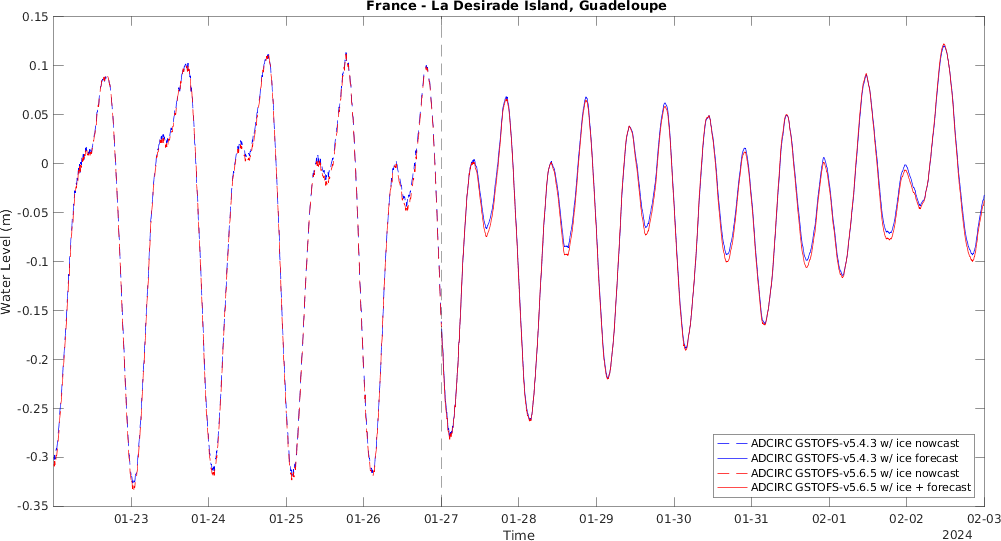 France - La Desirade Island, Guadeloupe
0.15
0.1
0.05
0
-0.05
-0.1
-0.15
-0.2
-0.25
-0.3
-0.35
Water Level (m)
ADCIRC GSTOFS-v5.4.3 w/ ice nowcast
ADCIRC GSTOFS-v5.4.3 w/ ice forecast
ADCIRC GSTOFS-v5.6.5 w/ ice nowcast
ADCIRC GSTOFS-v5.6.5 w/ ice + forecast
01-23 01-24 01-25 01-26 01-27 01-28 01-29 01-30 01-31 02-01 02-02 02-03
Time
2024